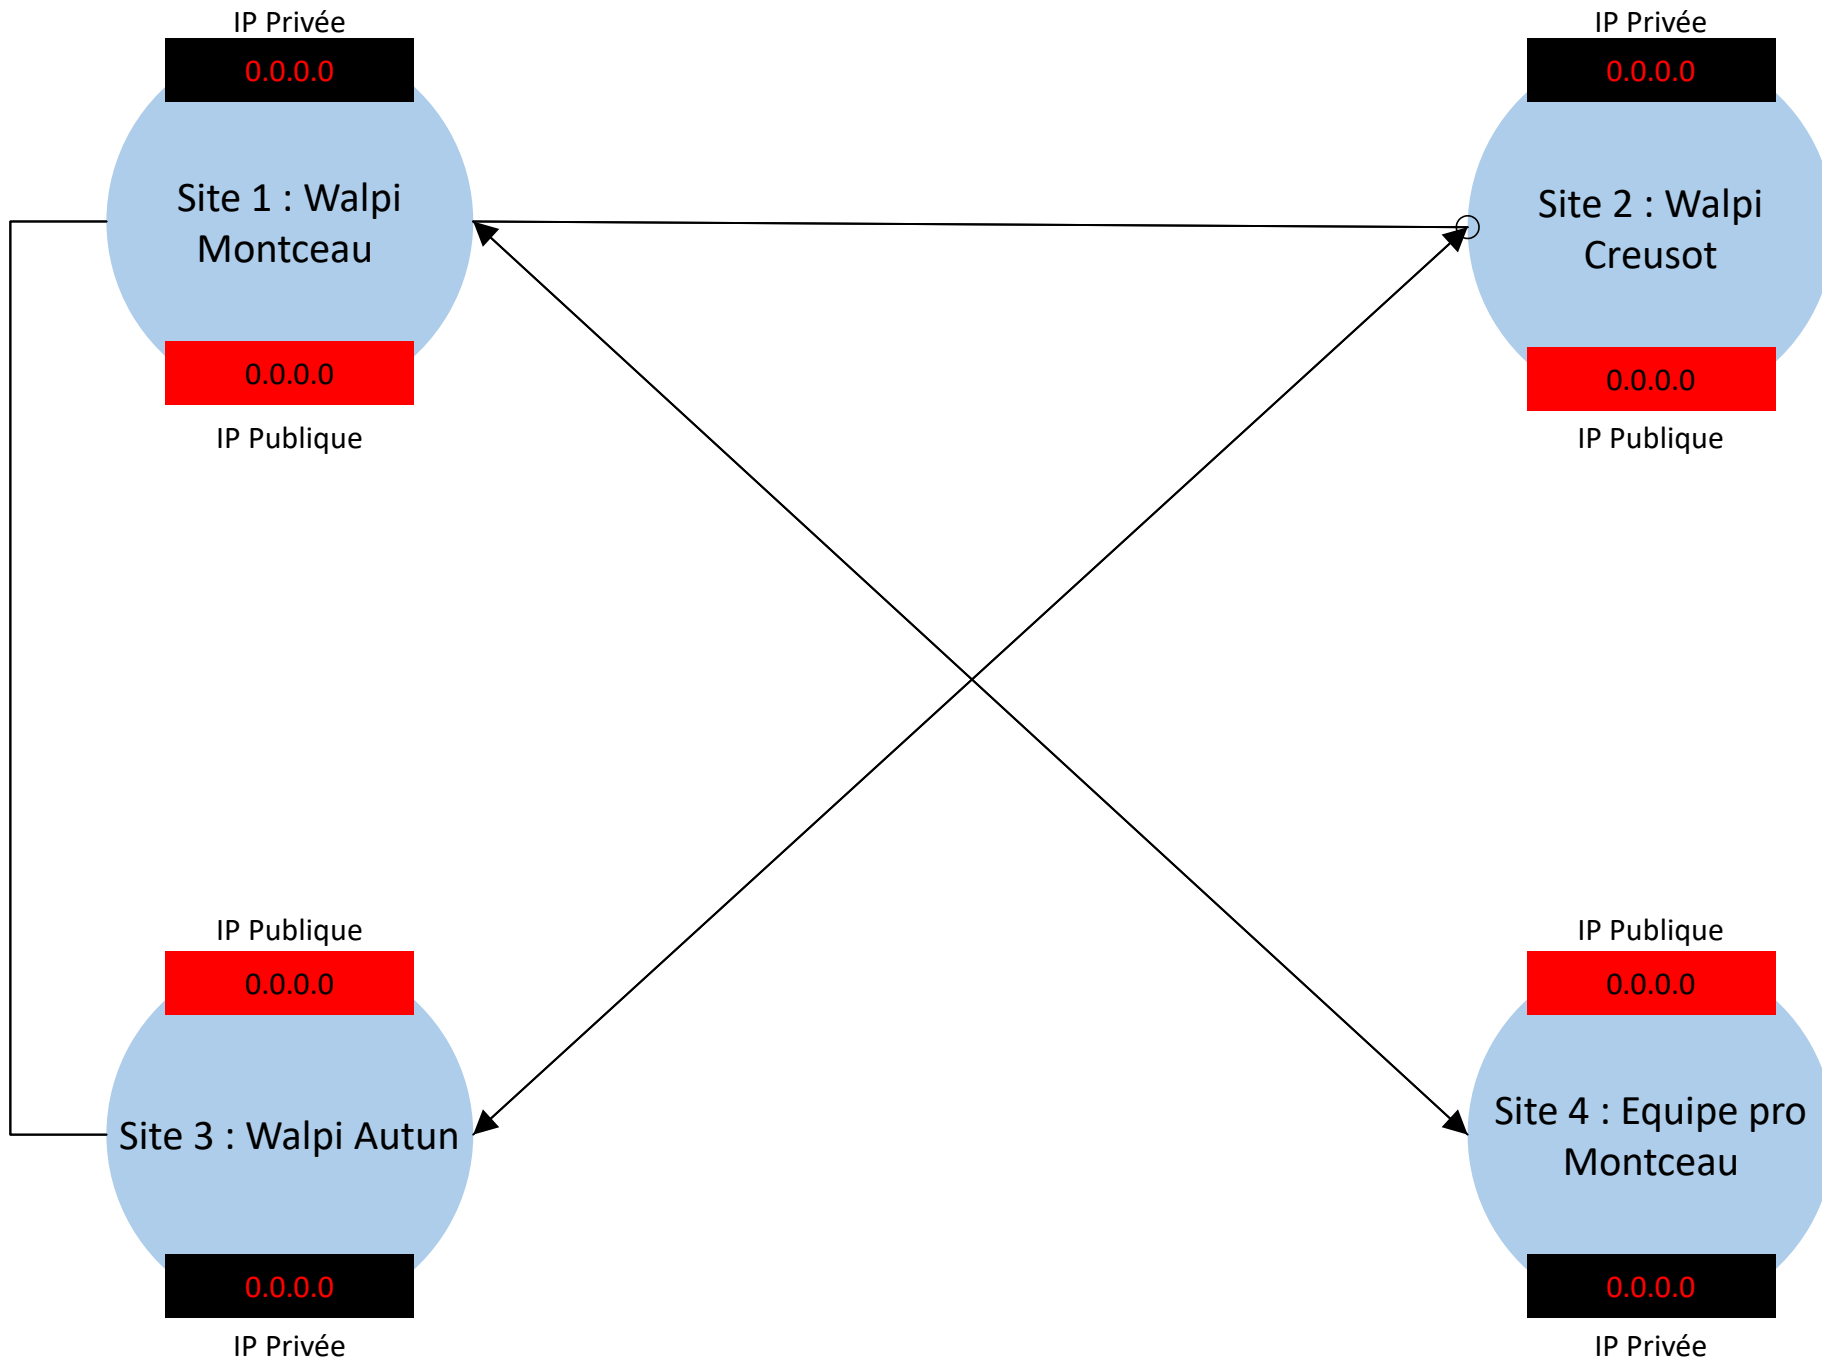 IP Privée
0.0.0.0
Site 1 : Walpi
Montceau
0.0.0.0
IP Publique
IP Privée
0.0.0.0
Site 2 : Walpi
Creusot
0.0.0.0
IP Publique
IP Publique
0.0.0.0
Site 3 : Walpi Autun
0.0.0.0
IP Privée
IP Publique
0.0.0.0
Site 4 : Equipe pro
Montceau
0.0.0.0
IP Privée